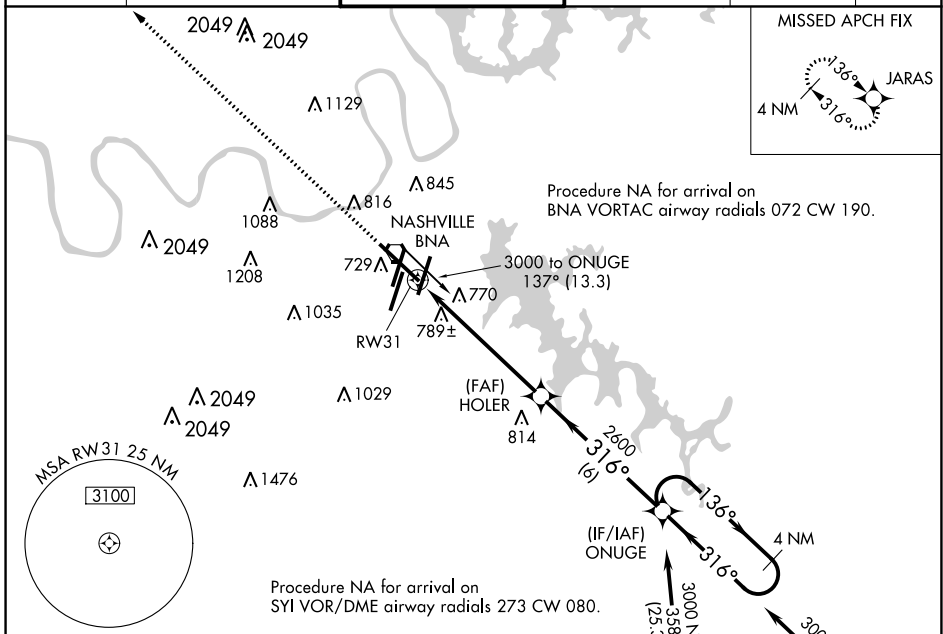 2049
2049
MISSED APCH FIX
136°
JARAS
4 NM
316°
1129
845
816
Procedure NA for arrival on
BNA VORTAC airway radials 072 CW 190.
1088
NASHVILLE
BNA
2049
1208
729
3000 to ONUGE
137° (13.3)
770
1035
789±
RW31
(FAF)
HOLER
1029
2049
2049
814
2600
316°
(6)
MSA RW31 25 NM
3100
1476
136°
(IF/IAF)
ONUGE
4 NM
316°
Procedure NA for arrival on
SYI VOR/DME airway radials 273 CW 080.
3000 N
358